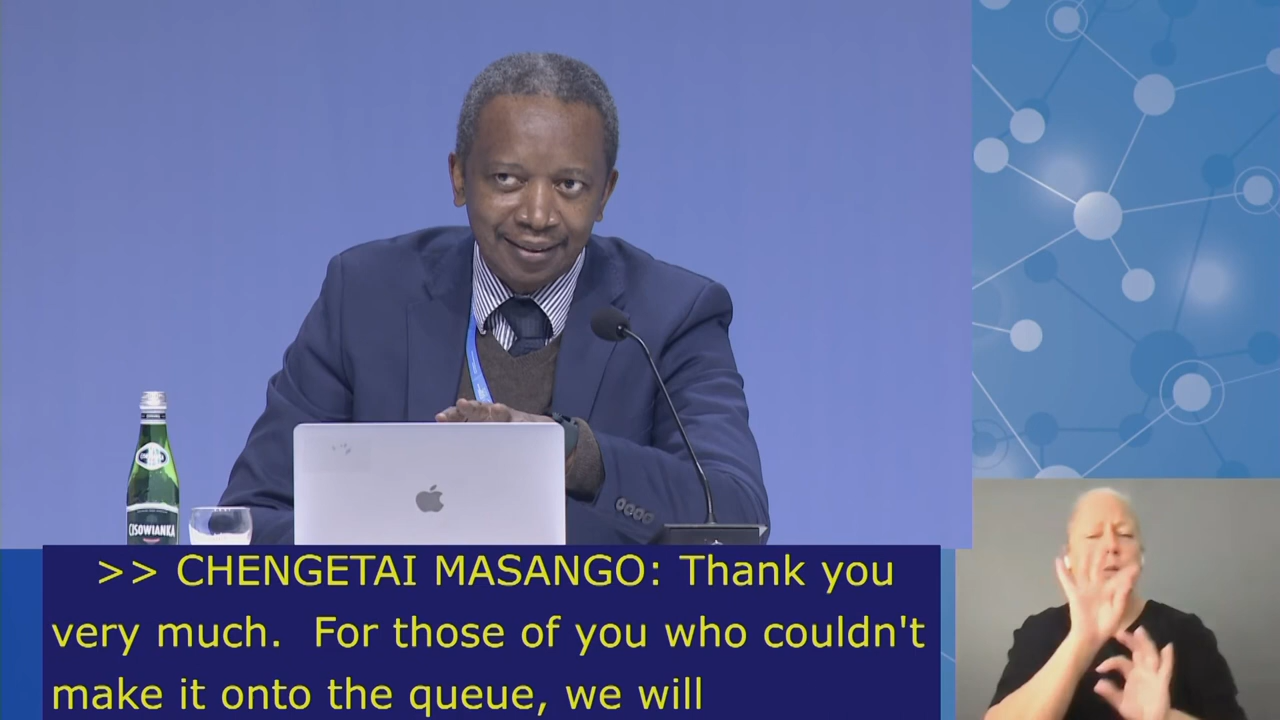 CISOWIANKA
>> CHENGETAI MASANGO: Thank you
very much.  For those of you who couldn't
make it onto the queue, we will